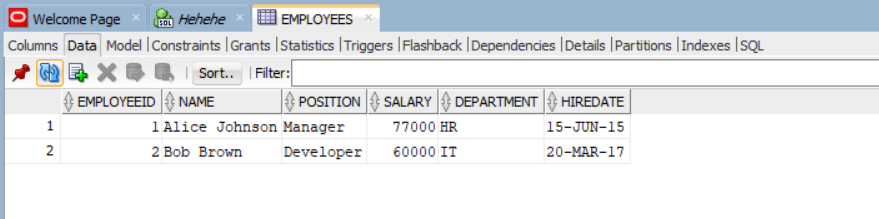 Welcome Page Hehehe EMPLOYEES
Columns Data Model Constraints Grants Statistics Triggers Flashback Dependencies Details Partitions Indexes SQL
Sort.. Filter:
EMPLOYEEID NAME POSITION SALARY DEPARTMENT HIREDATE
1 1 Alice Johnson Manager 77000 HR 15-JUN-15
2 2 Bob Brown Developer 60000 IT 20-MAR-17